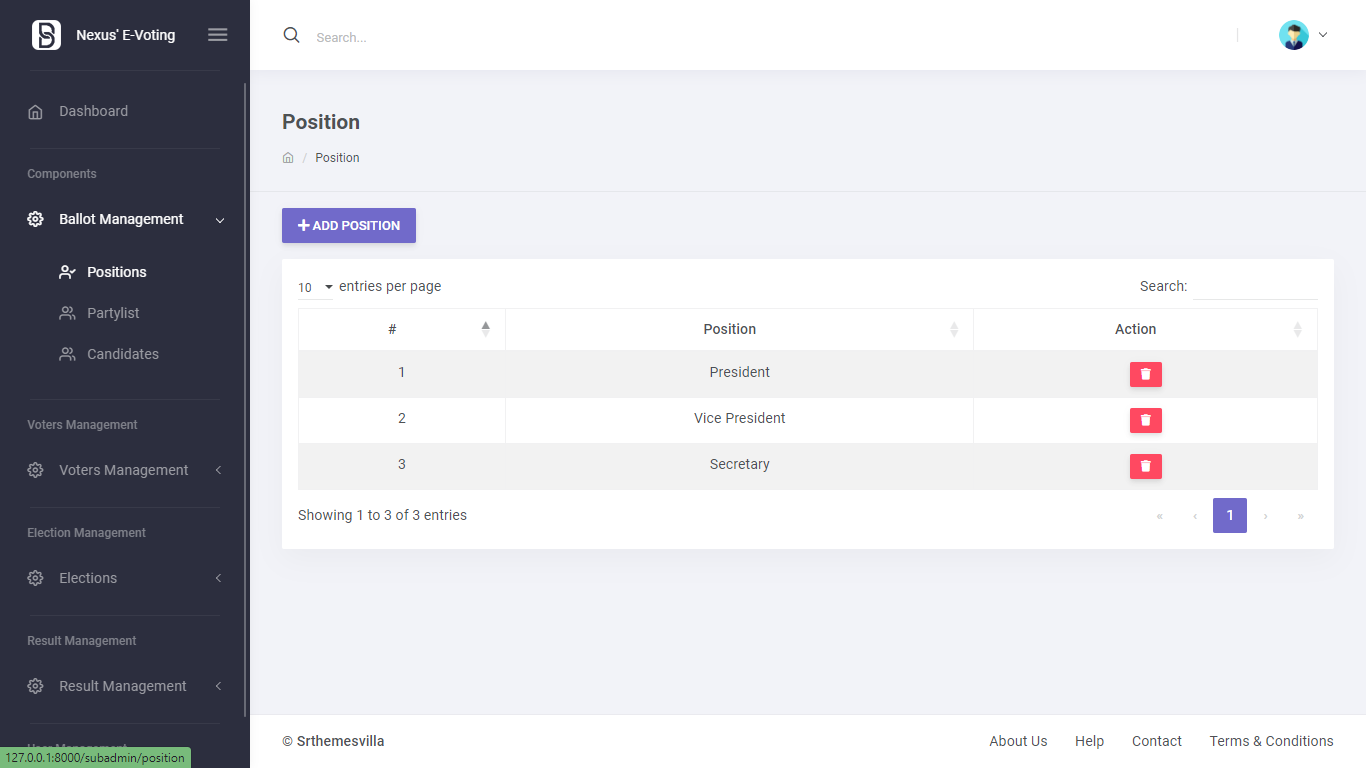 Nexus' E-Voting
Search...
Dashboard
Components
Ballot Management
Positions
Partylist
Candidates
Voters Management
Voters Management
Election Management
Elections
Result Management
Result Management
User Management
127.0.0.1:8000/subadmin/position
Position
/ Position
+ ADD POSITION
10 entries per page
Search:
# Position Action
1 President
2 Vice President
3 Secretary
Showing 1 to 3 of 3 entries
« ‹ 1 › »
© Srthemesvilla
About Us Help Contact Terms & Conditions